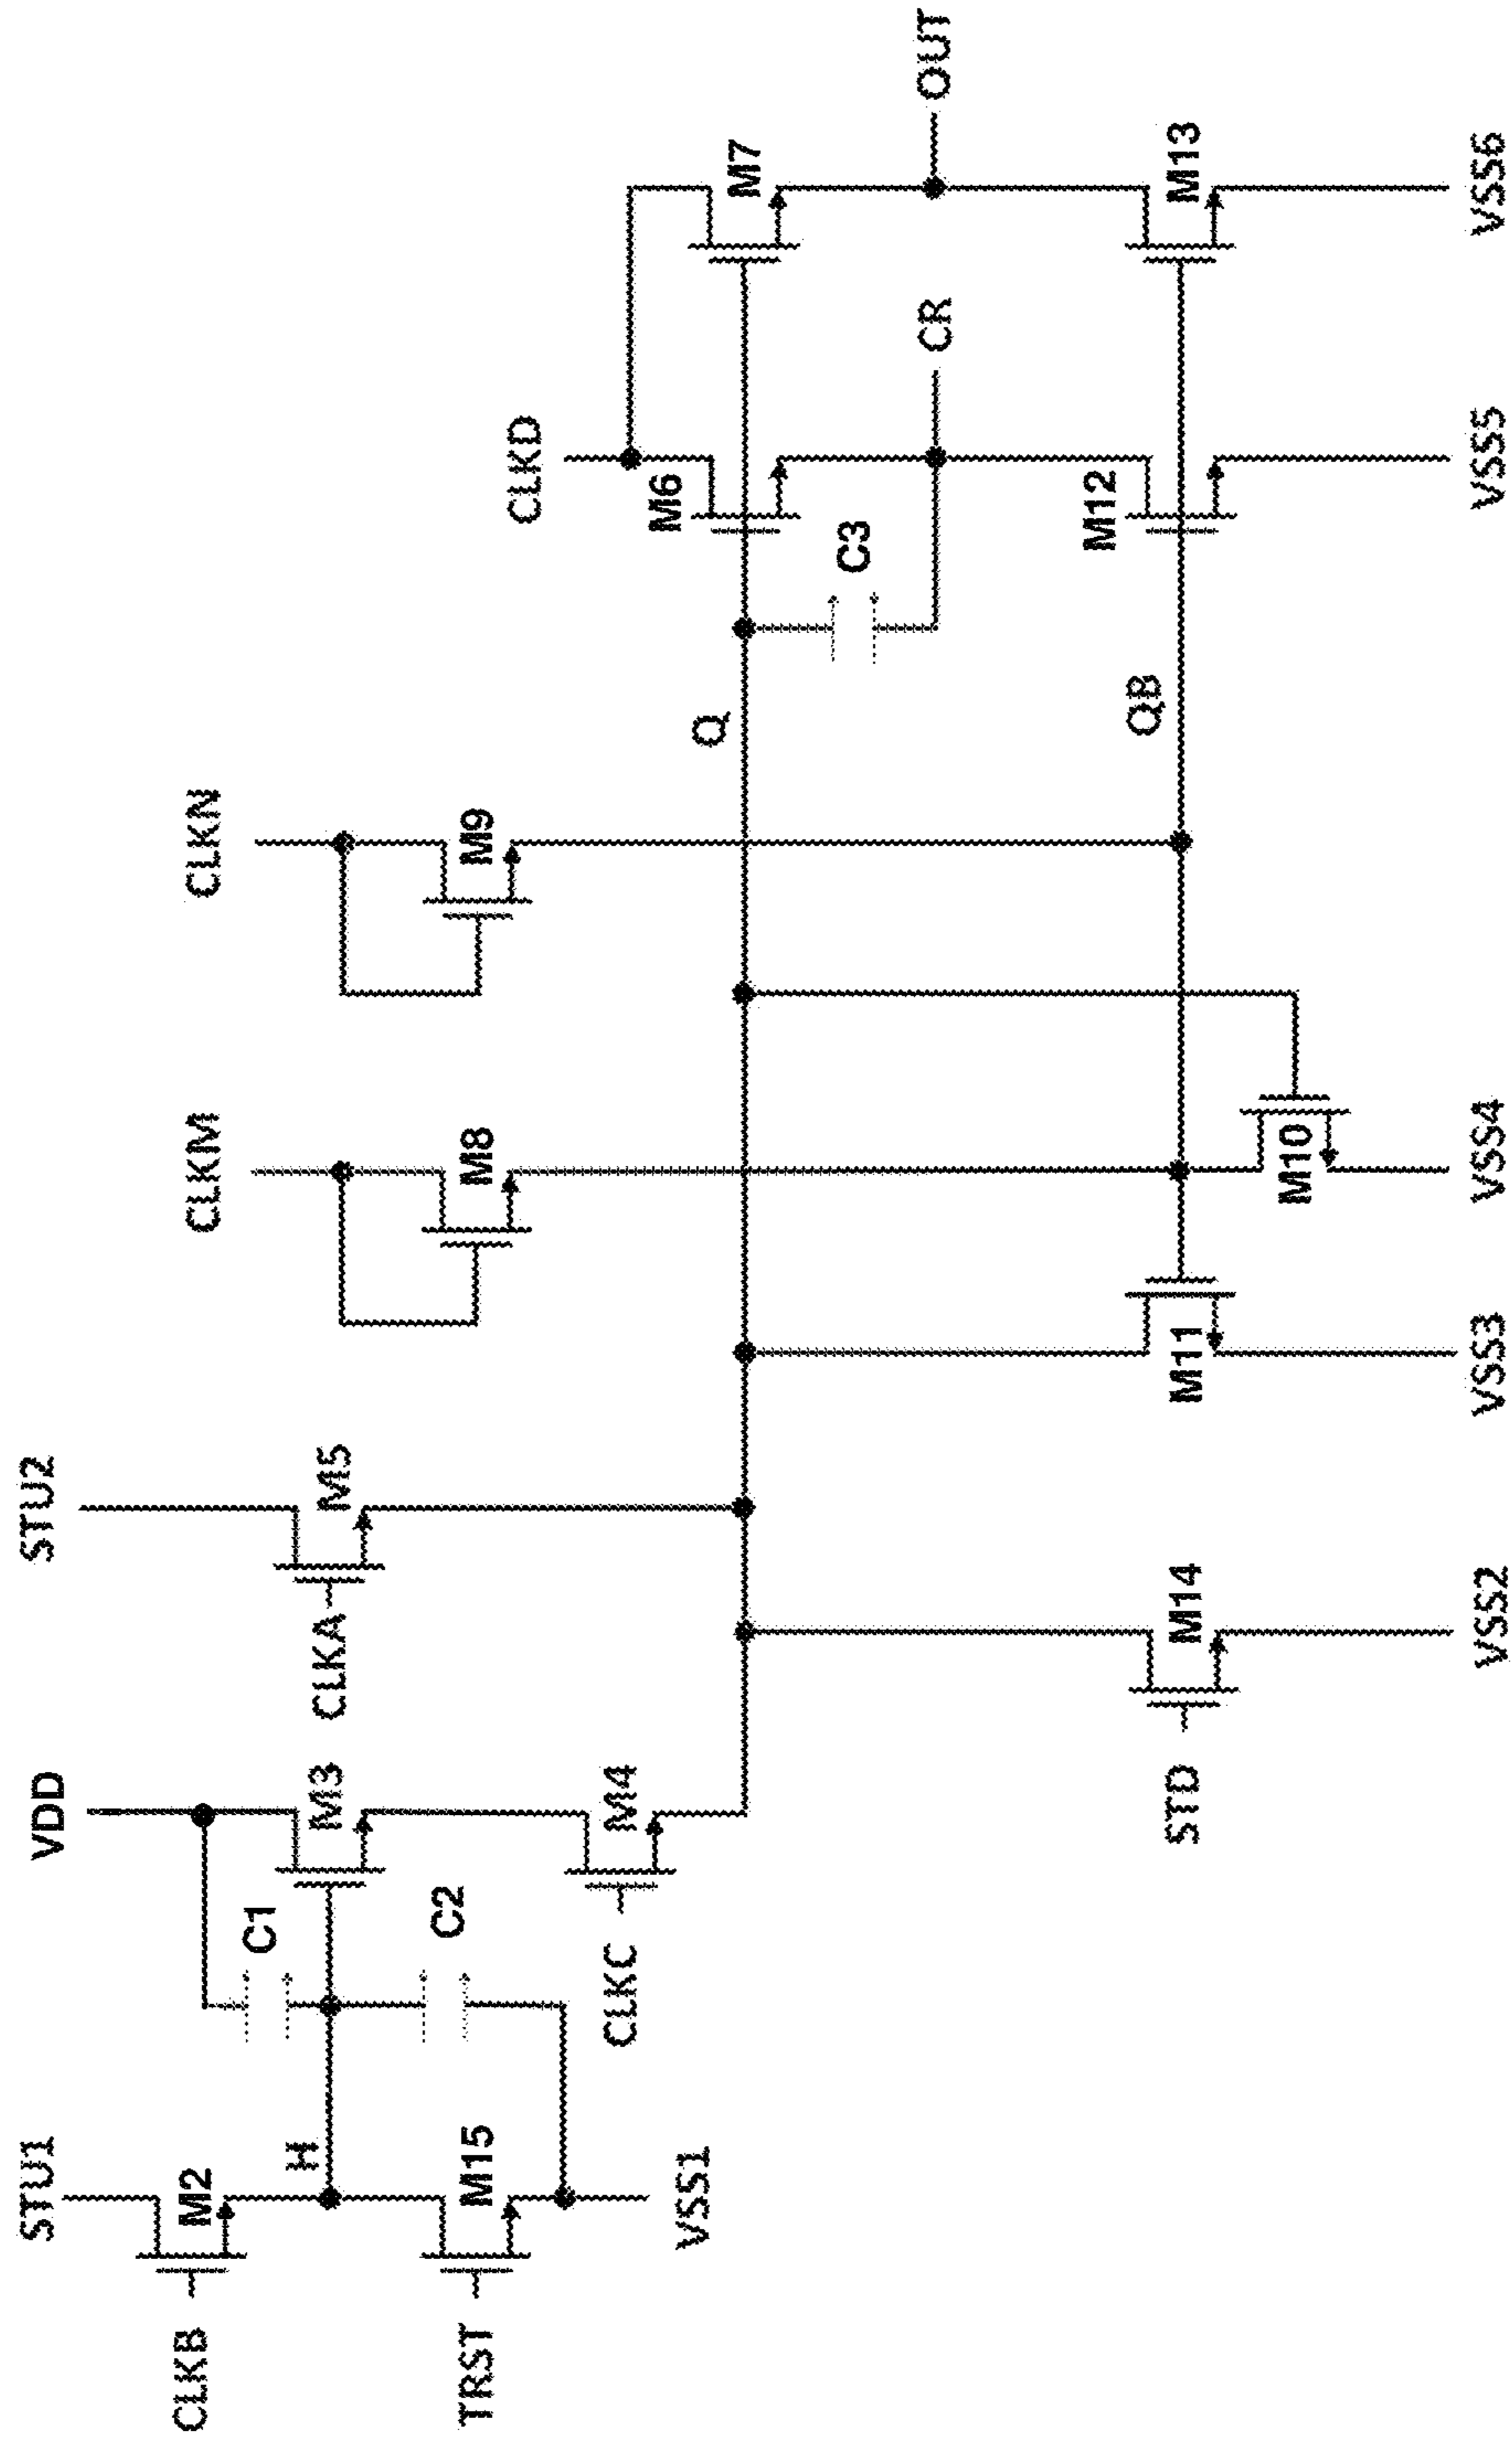 STU1
CLKB
M2
H
M15
TRST
VSS1
VDD
C1
M3
C2
CLKC
M4
STU2
CLKA
M5
STD
M14
VSS2
CLKM
M8
M11
VSS3
M10
VSS4
CLKN
M9
Q
QB
CLKD
M6
C3
CR
M12
VSS5
M7
OUT
M13
VSS6